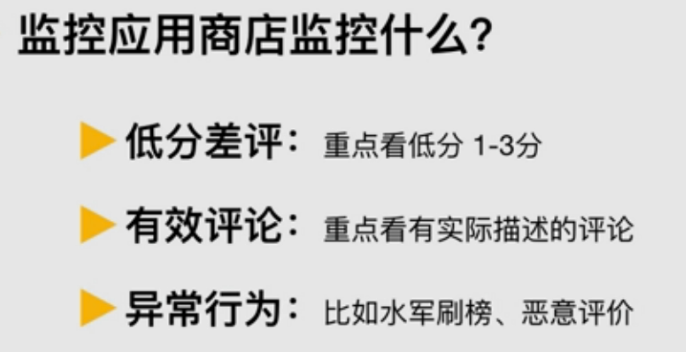 监控应用商店监控什么?
低分差评：重点看低分 1-3分
有效评论：重点看有实际描述的评论
异常行为：比如水军刷榜、恶意评价